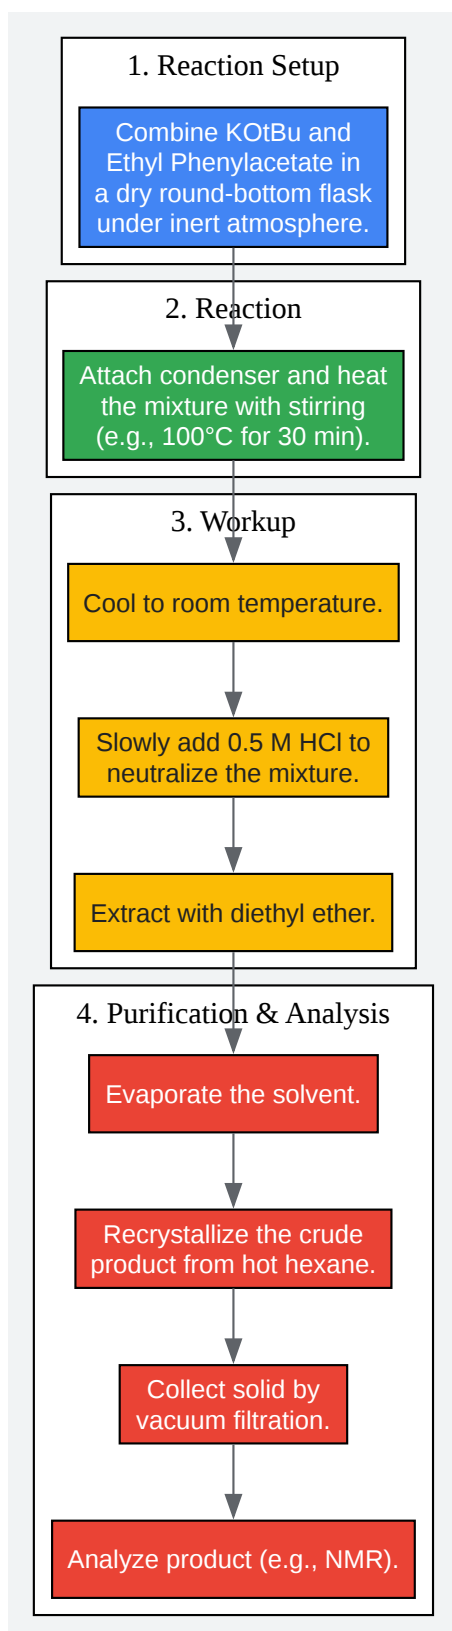 1. Reaction Setup
Combine KOtBu and
Ethyl Phenylacetate in
a dry round-bottom flask
under inert atmosphere.
2. Reaction
Attach condenser and heat
the mixture with stirring
(e.g., 100°C for 30 min).
3. Workup
Cool to room temperature.
Slowly add 0.5 M HCl to
neutralize the mixture.
Extract with diethyl ether.
4. Purification & Analysis
Evaporate the solvent.
Recrystallize the crude
product from hot hexane.
Collect solid by
vacuum filtration.
Analyze product (e.g., NMR).